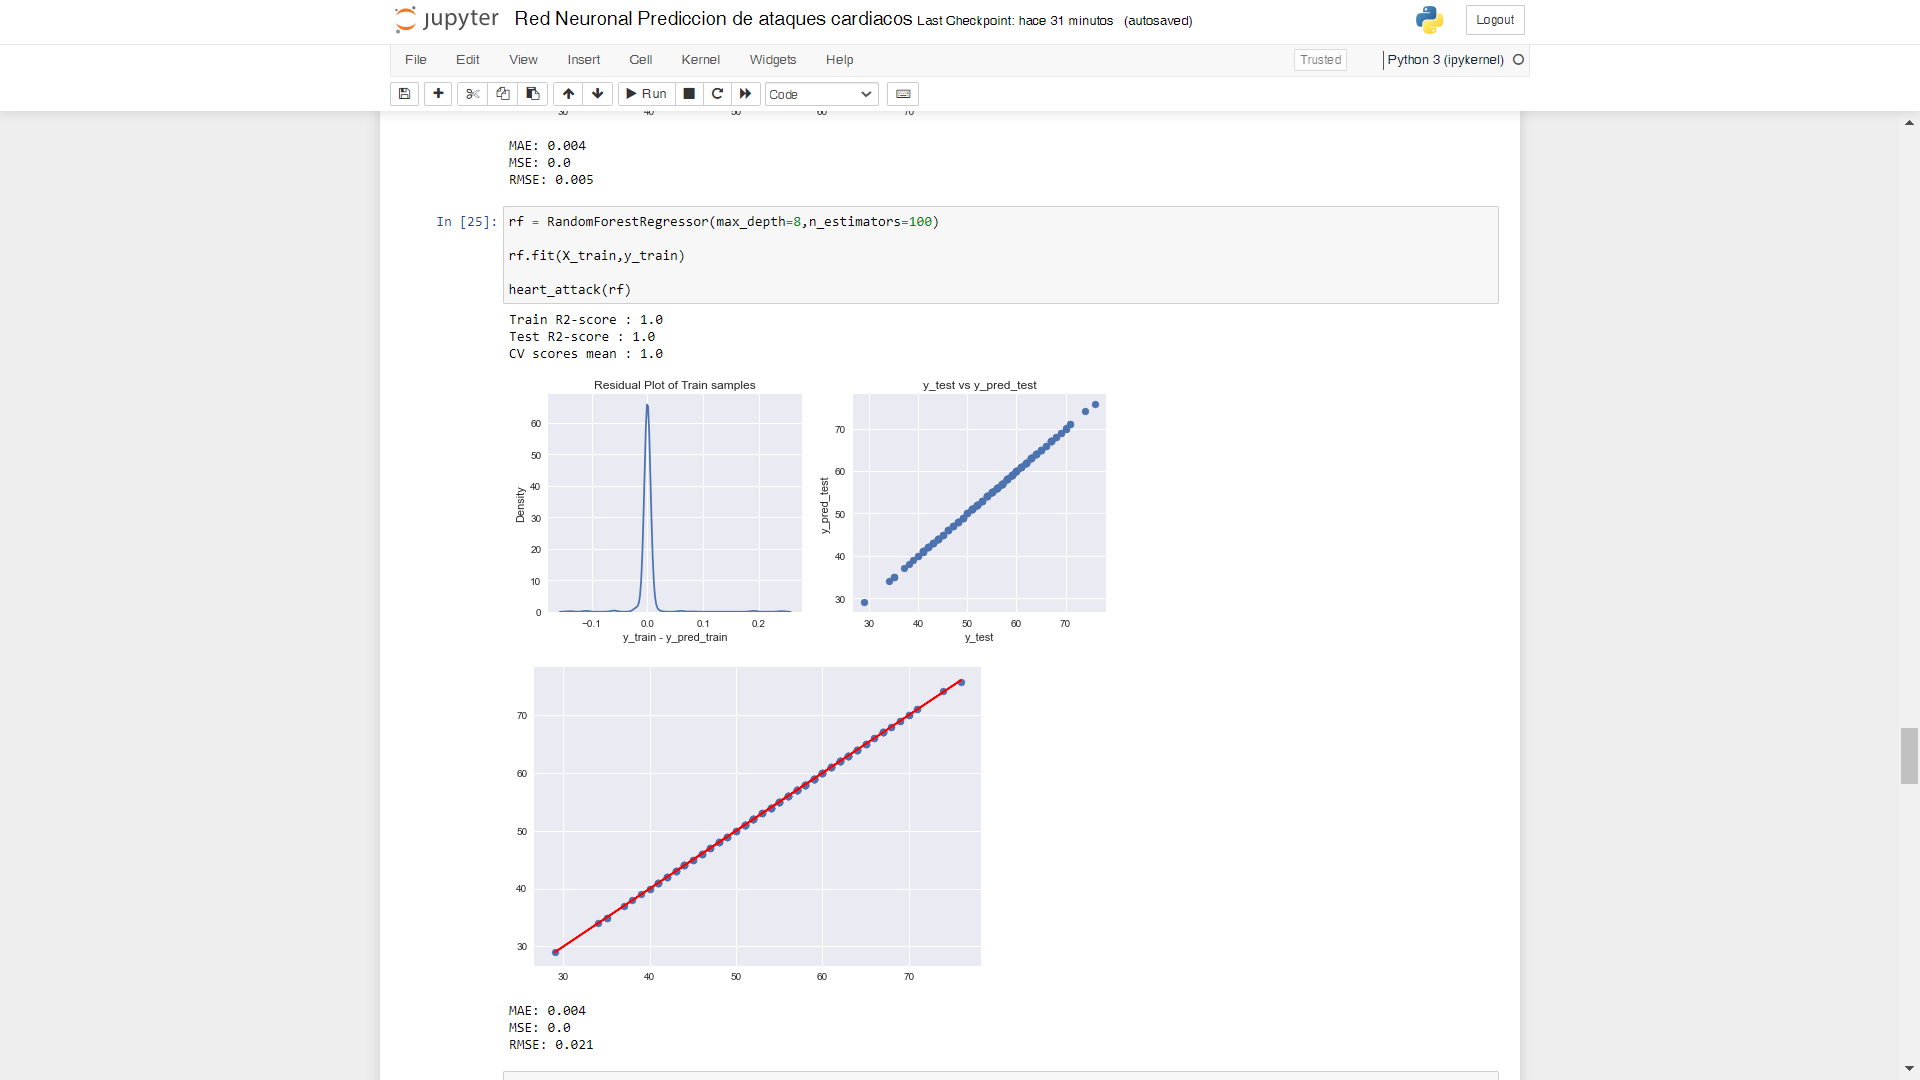 jupyter Red Neuronal Prediccion de ataques cardiacos Last Checkpoint: hace 31 minutos (autosaved) Logout
File Edit View Insert Cell Kernel Widgets Help Trusted Python 3 (ipykernel)
Run Code
30 40 50 60 70
MAE: 0.004
MSE: 0.0
RMSE: 0.005
In [25]: rf = RandomForestRegressor(max_depth=8,n_estimators=100)
rf.fit(X_train,y_train)
heart_attack(rf)
Train R2-score : 1.0
Test R2-score : 1.0
CV scores mean : 1.0
Residual Plot of Train samples
60
50
40
30
20
10
0
Density
−0.1 0.0 0.1 0.2
y_train - y_pred_train
y_test vs y_pred_test
70
60
50
40
30
y_pred_test
30 40 50 60 70
y_test
70
60
50
40
30
30 40 50 60 70
MAE: 0.004
MSE: 0.0
RMSE: 0.021